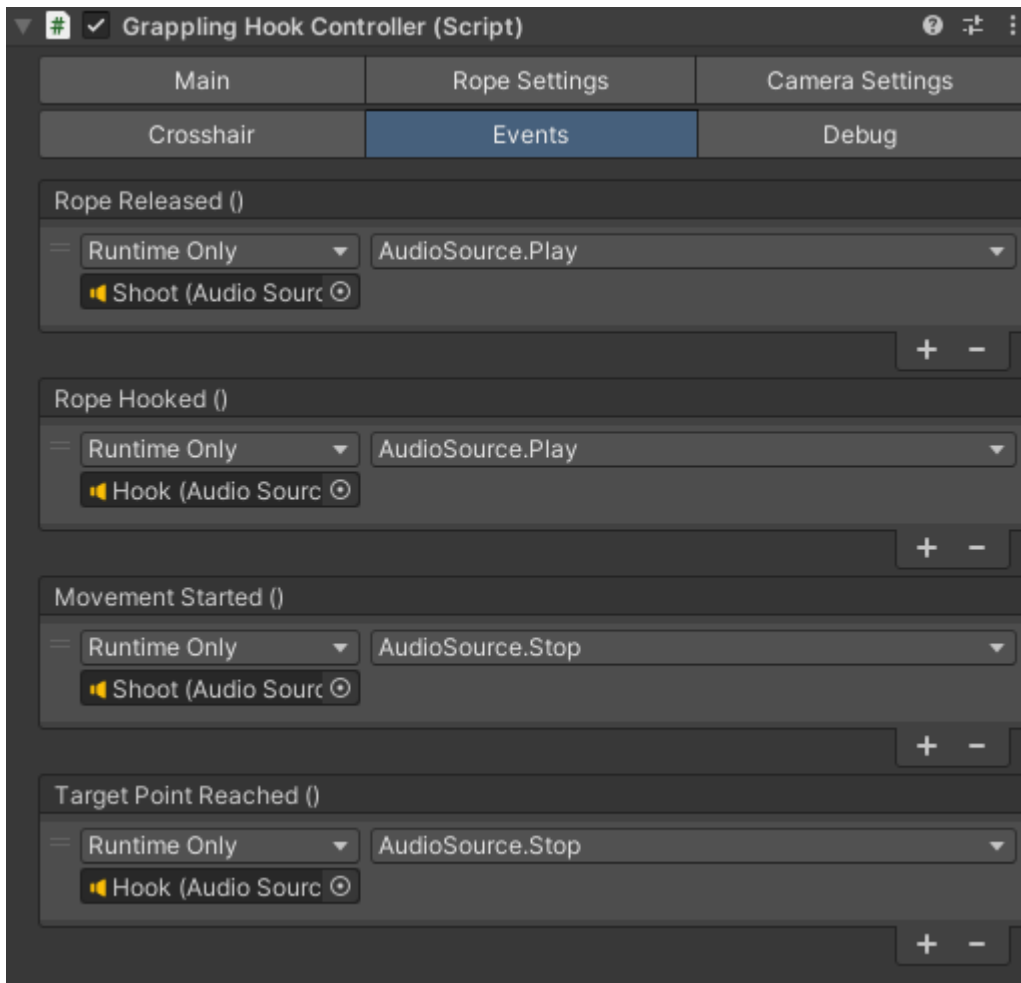 # Grappling Hook Controller (Script)
Main Rope Settings Camera Settings
Crosshair Events Debug
Rope Released ()
Runtime Only AudioSource.Play
Shoot (Audio Sourc
Rope Hooked ()
Runtime Only AudioSource.Play
Hook (Audio Sourc
Movement Started ()
Runtime Only AudioSource.Stop
Shoot (Audio Sourc
Target Point Reached ()
Runtime Only AudioSource.Stop
Hook (Audio Sourc